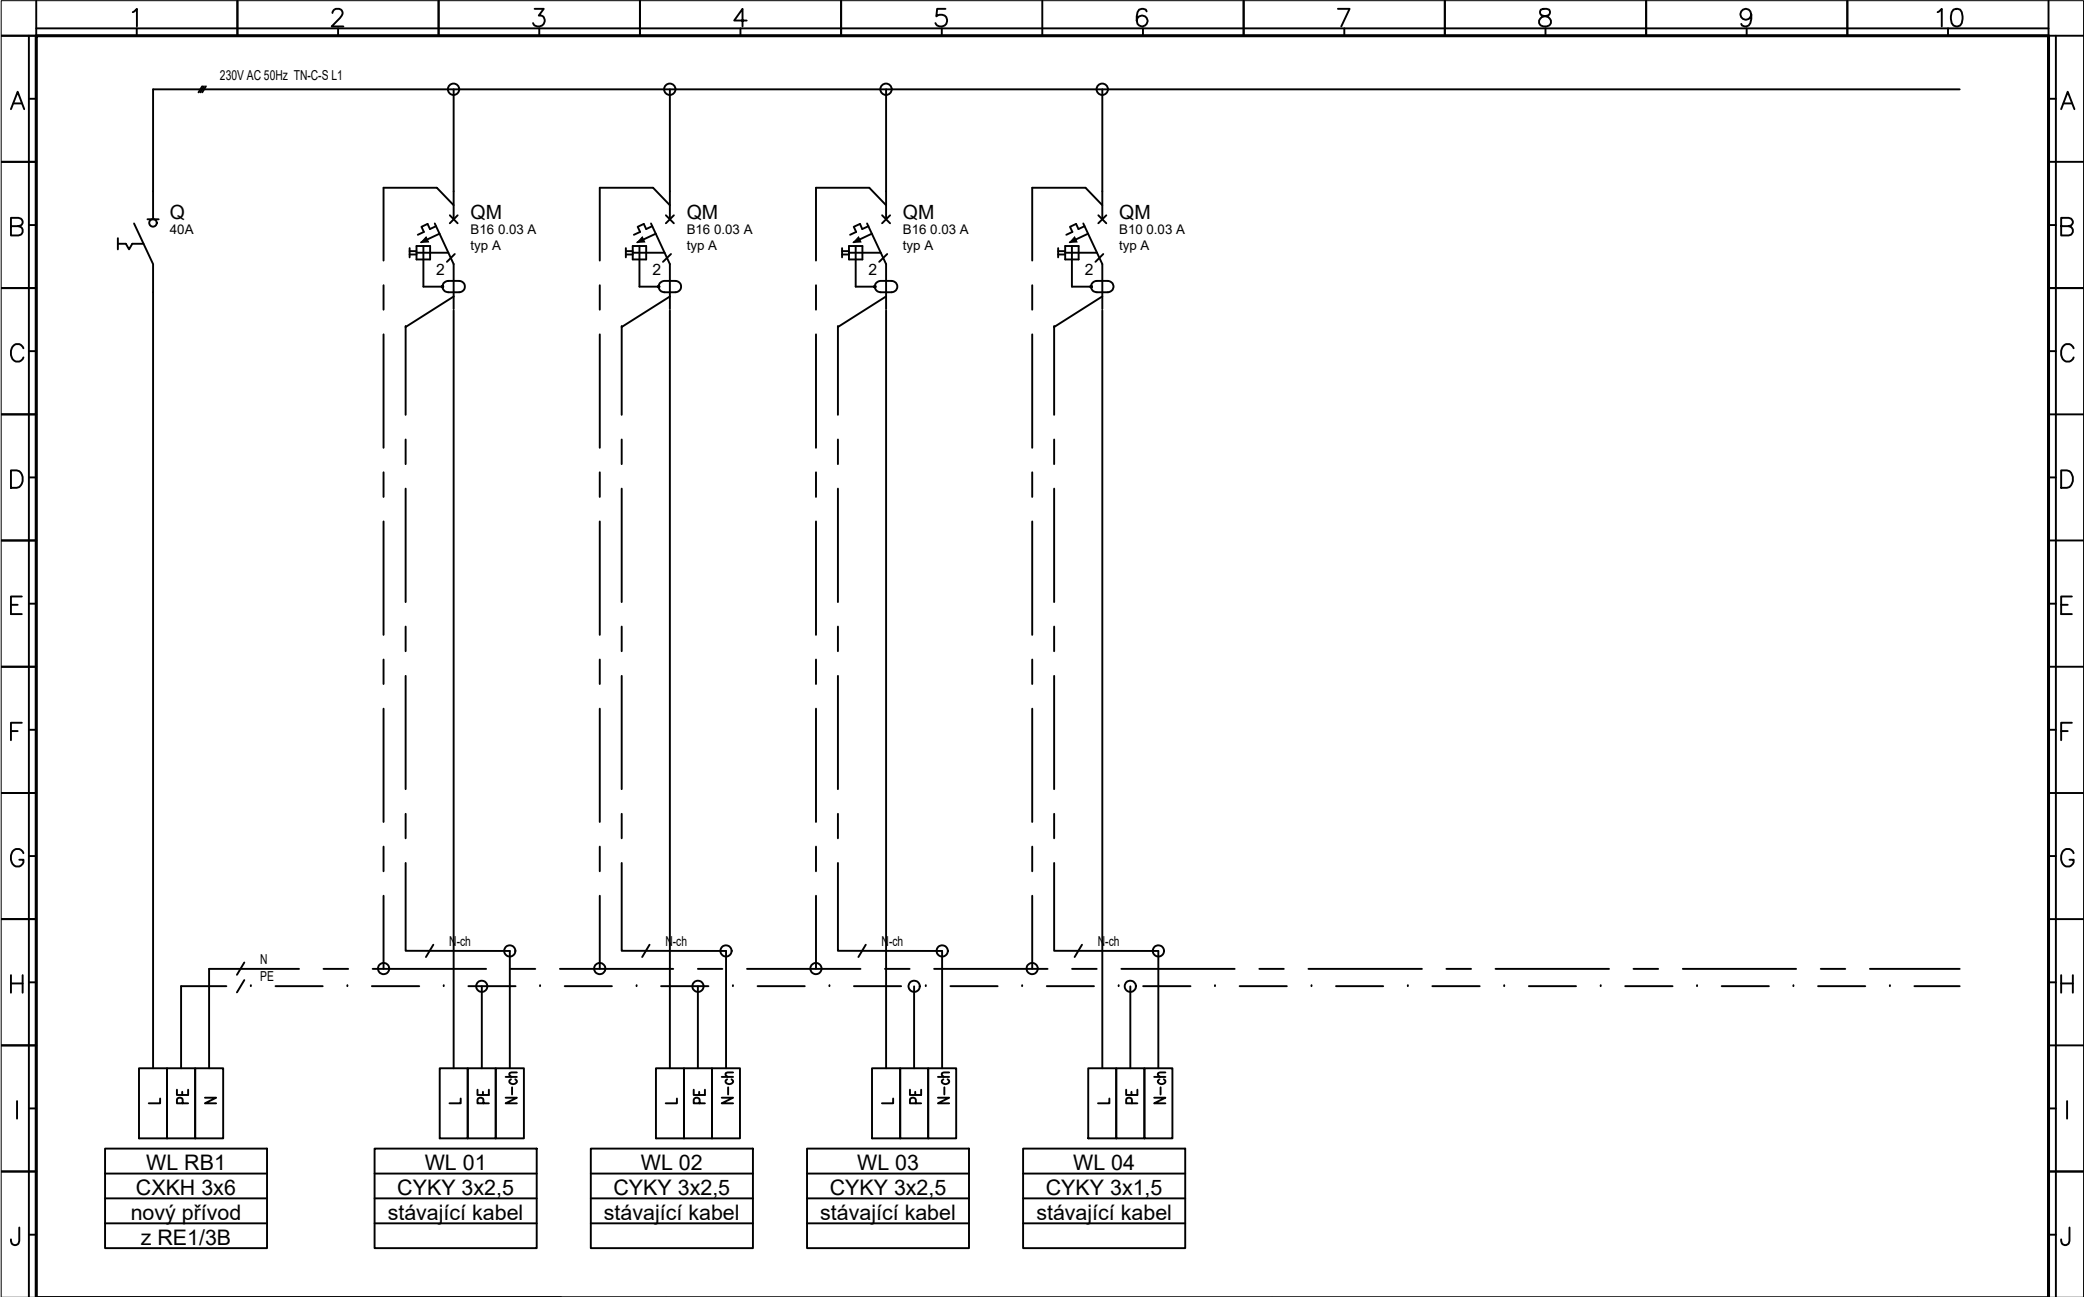 1 2 3 4 5 6 7 8 9 10
A A
230V AC 50Hz TN-C-S L1
B B
Q
40A
QM
B16 0.03 A
typ A
2
QM
B16 0.03 A
typ A
2
QM
B16 0.03 A
typ A
2
QM
B10 0.03 A
typ A
2
C C
D D
E E
F F
G G
H H
N-ch N-ch N-ch N-ch
N
PE
I I
L PE N
L PE N-ch
L PE N-ch
L PE N-ch
L PE N-ch
J J
WL RB1
CXKH 3x6
nový přívod
z RE1/3B
WL 01
CYKY 3x2,5
stávající kabel
WL 02
CYKY 3x2,5
stávající kabel
WL 03
CYKY 3x2,5
stávající kabel
WL 04
CYKY 3x1,5
stávající kabel